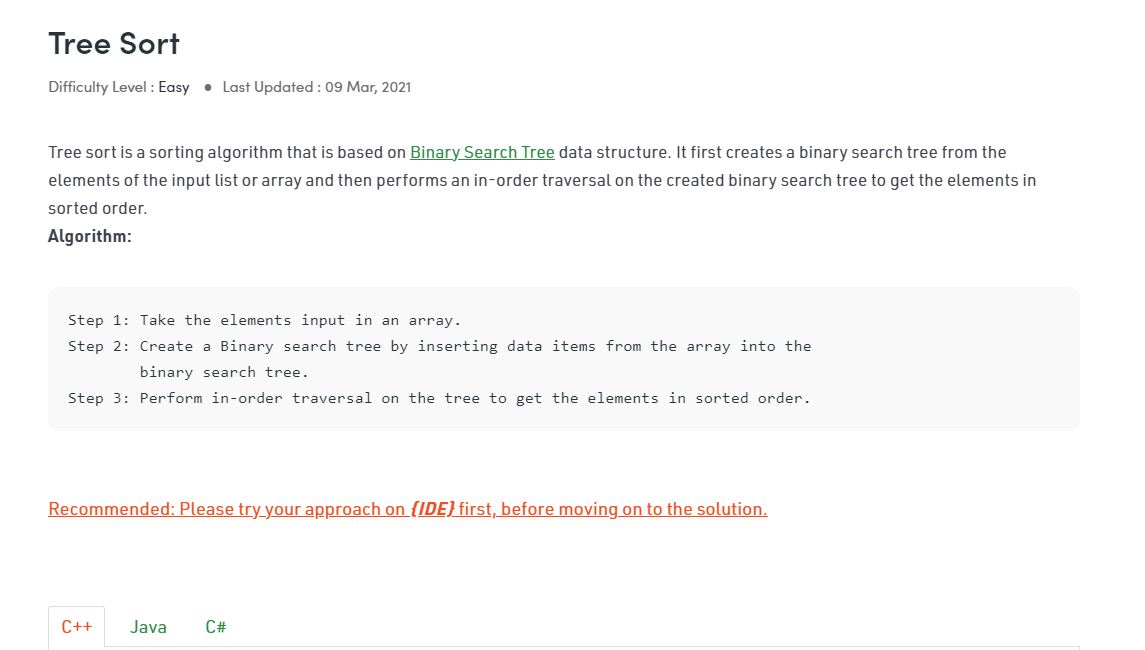 Tree Sort
Difficulty Level : Easy ● Last Updated : 09 Mar, 2021
Tree sort is a sorting algorithm that is based on Binary Search Tree data structure. It first creates a binary search tree from the
elements of the input list or array and then performs an in-order traversal on the created binary search tree to get the elements in
sorted order.
Algorithm:
Step 1: Take the elements input in an array.
Step 2: Create a Binary search tree by inserting data items from the array into the
binary search tree.
Step 3: Perform in-order traversal on the tree to get the elements in sorted order.
Recommended: Please try your approach on {IDE} first, before moving on to the solution.
C++ Java C#